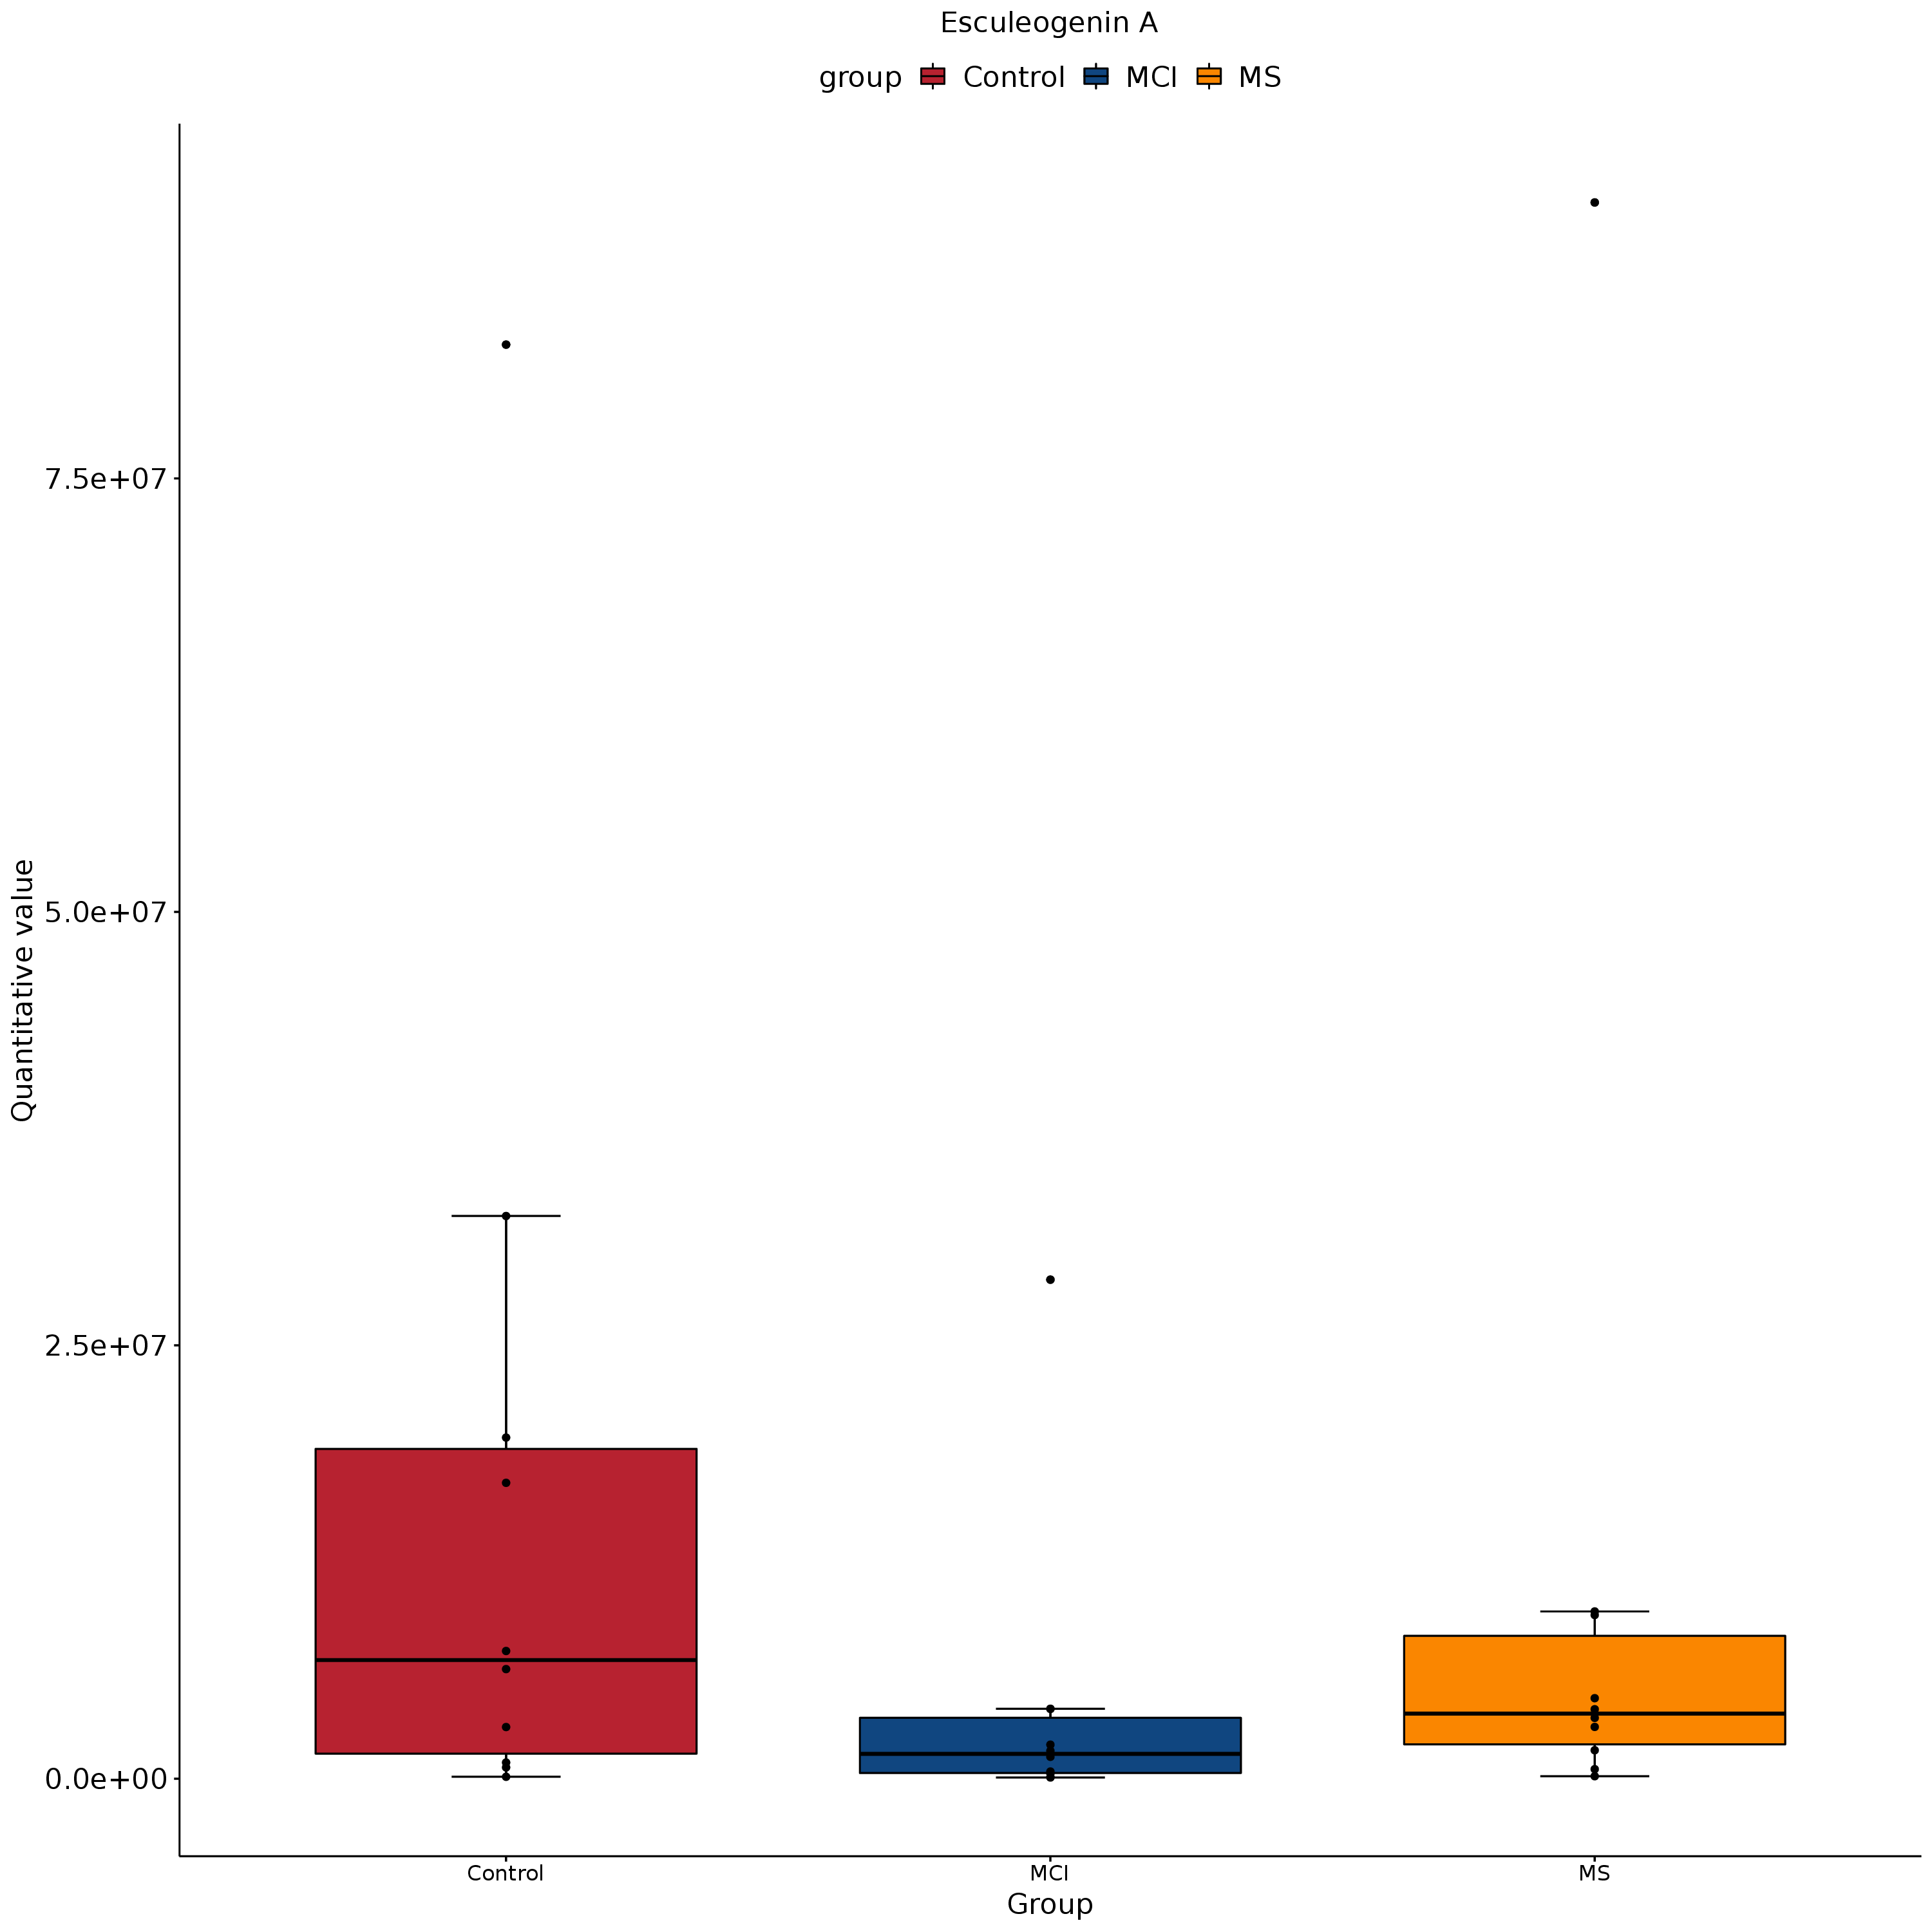 Esculeogenin A
group Control MCI MS
7.5e+07
5.0e+07
2.5e+07
0.0e+00
Quantitative value
Control MCI MS
Group